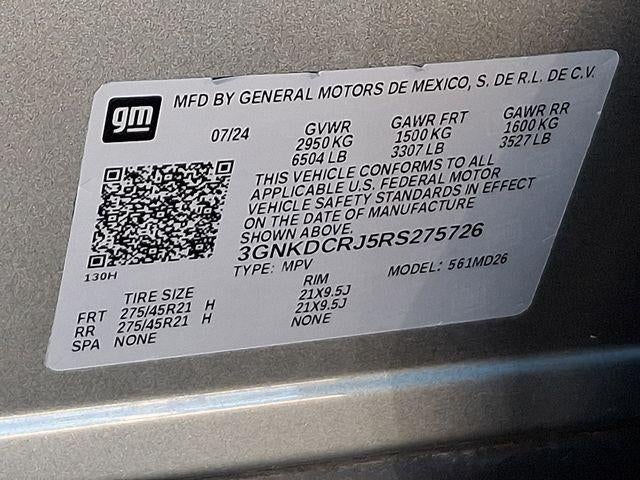 gm
MFD BY GENERAL MOTORS DE MEXICO, S. DE R.L. DE C.V.
07/24 GVWR GAWR FRT GAWR RR
2950 KG 1500 KG 1600 KG
6504 LB 3307 LB 3527 LB
THIS VEHICLE CONFORMS TO ALL
APPLICABLE U.S. FEDERAL MOTOR
VEHICLE SAFETY STANDARDS IN EFFECT
ON THE DATE OF MANUFACTURE
SHOWN ABOVE.
3GNKDCRJ5RS275726
130H
TYPE: MPV MODEL: 561MD26
TIRE SIZE RIM
FRT 275/45R21 H 21X9.5J
RR 275/45R21 H 21X9.5J
SPA NONE NONE